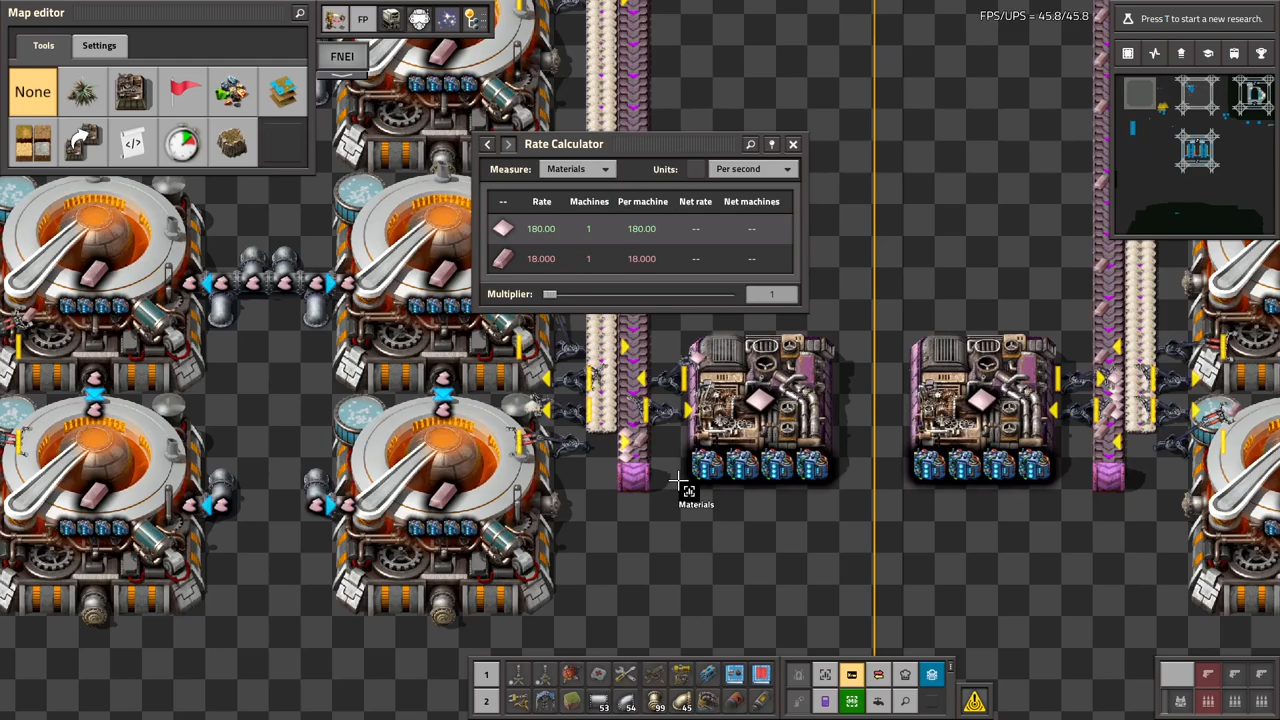 Map editor
FP
FPS/UPS = 45.8/45.8
Press T to start a new research.
Tools
Settings
FNEI
None
Rate Calculator
Measure:
Materials
Units:
Per second
--
Rate
Machines
Per machine
Net rate
Net machines
180.00
1
180.00
--
--
18.000
1
18.000
--
--
Multiplier:
1
Materials
1
2
53
54
99
45